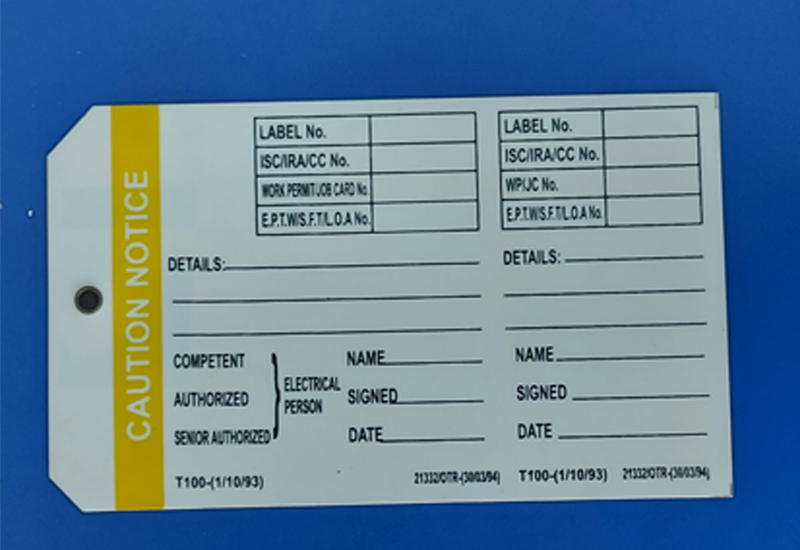 CAUTION NOTICE
LABEL No.
ISC/IRA/CC No.
WORK PERMIT/JOB CARD No.
E.P.T.W/S.F.T/L.O.A No.
DETAILS:
COMPETENT
AUTHORIZED
SENIOR AUTHORIZED
ELECTRICAL
PERSON
NAME
SIGNED
DATE
T100-(1/10/93)
21332/OTR-(30/03/94)
LABEL No.
ISC/IRA/CC No.
WP/JC No.
E.P.T.W/S.F.T/L.O.A No.
DETAILS:
NAME
SIGNED
DATE
T100-(1/10/93)
21332/OTR-(30/03/94)